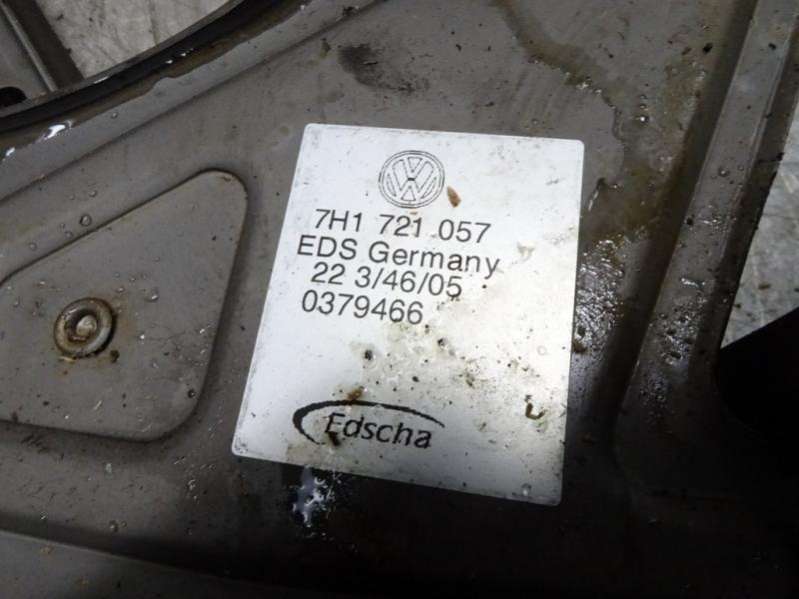 7H1 721 057
EDS Germany
22 3/46/05
0379466
Edscha